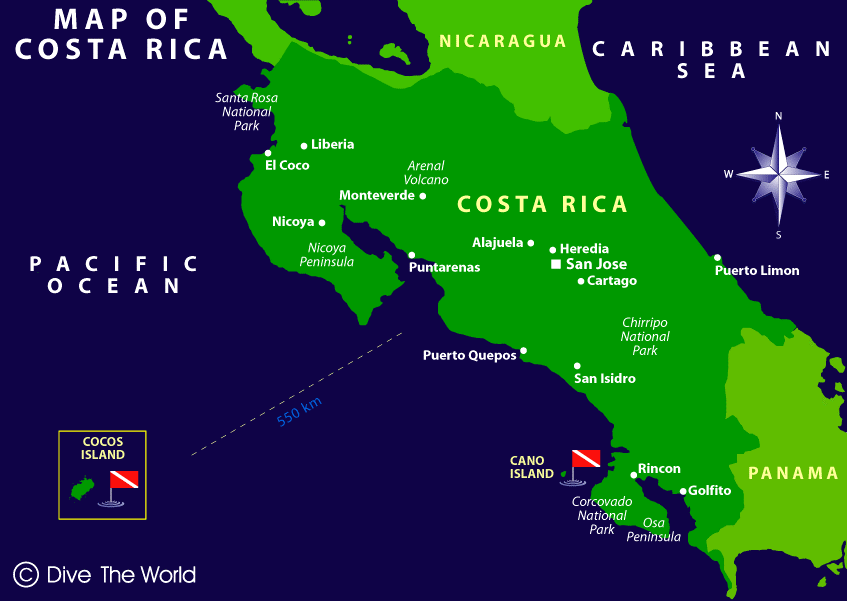 MAP OF
COSTA RICA
NICARAGUA
CARIBBEAN
SEA
Santa Rosa
National
Park
N
W
E
S
Liberia
El Coco
Arenal
Volcano
Monteverde
COSTA RICA
Nicoya
Alajuela
Heredia
San Jose
Cartago
Nicoya
Peninsula
Puntarenas
Puerto Limon
PACIFIC
OCEAN
Chirripo
National
Park
Puerto Quepos
San Isidro
550 km
COCOS
ISLAND
CANO
ISLAND
Rincon
Golfito
PANAMA
Corcovado
National
Park
Osa
Peninsula
© Dive The World